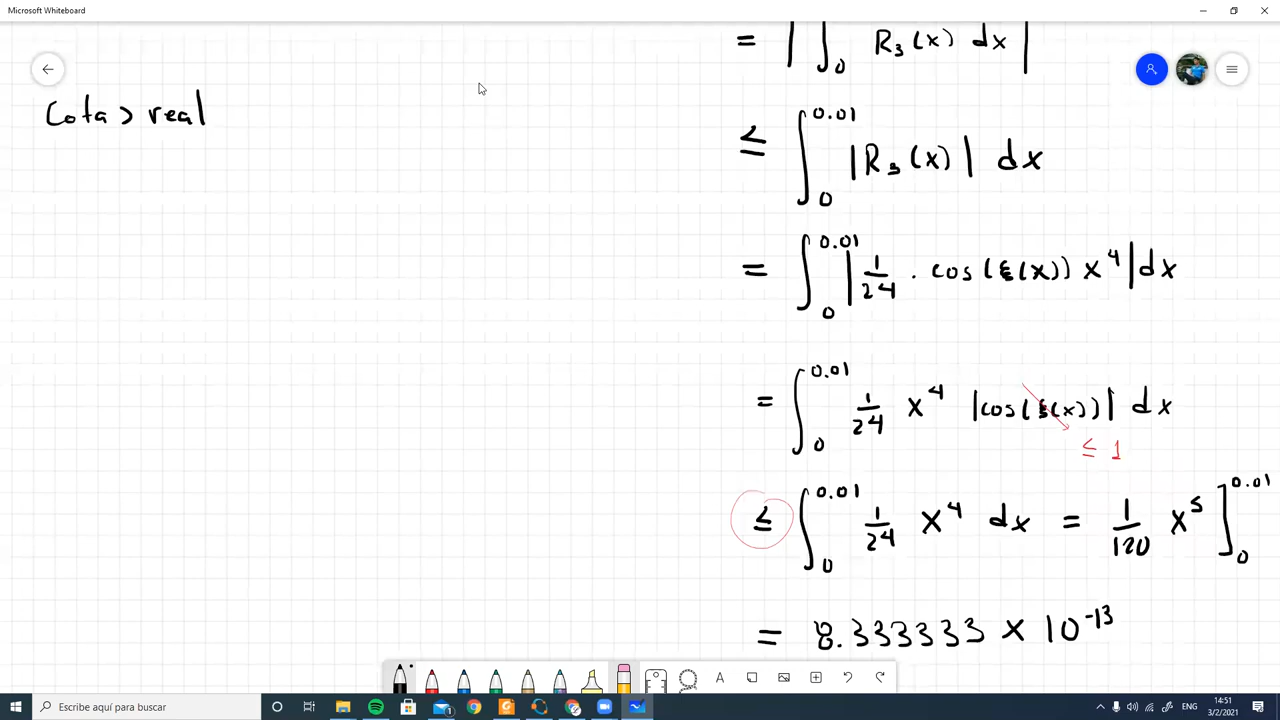 Microsoft Whiteboard
= | ∫₀ R₃(x) dx |
Cota > real
≤ ∫₀^0.01 |R₃(x)| dx
= ∫₀^0.01 | 1/24 · cos(ξ(x)) x⁴ | dx
= ∫₀^0.01 1/24 x⁴ |cos(ξ(x))| dx
≤ 1
≤ ∫₀^0.01 1/24 x⁴ dx = 1/120 x⁵ ]₀^0.01
= 8.333333 × 10⁻¹³
A
Escribe aquí para buscar
ENG
14:51
3/2/2021